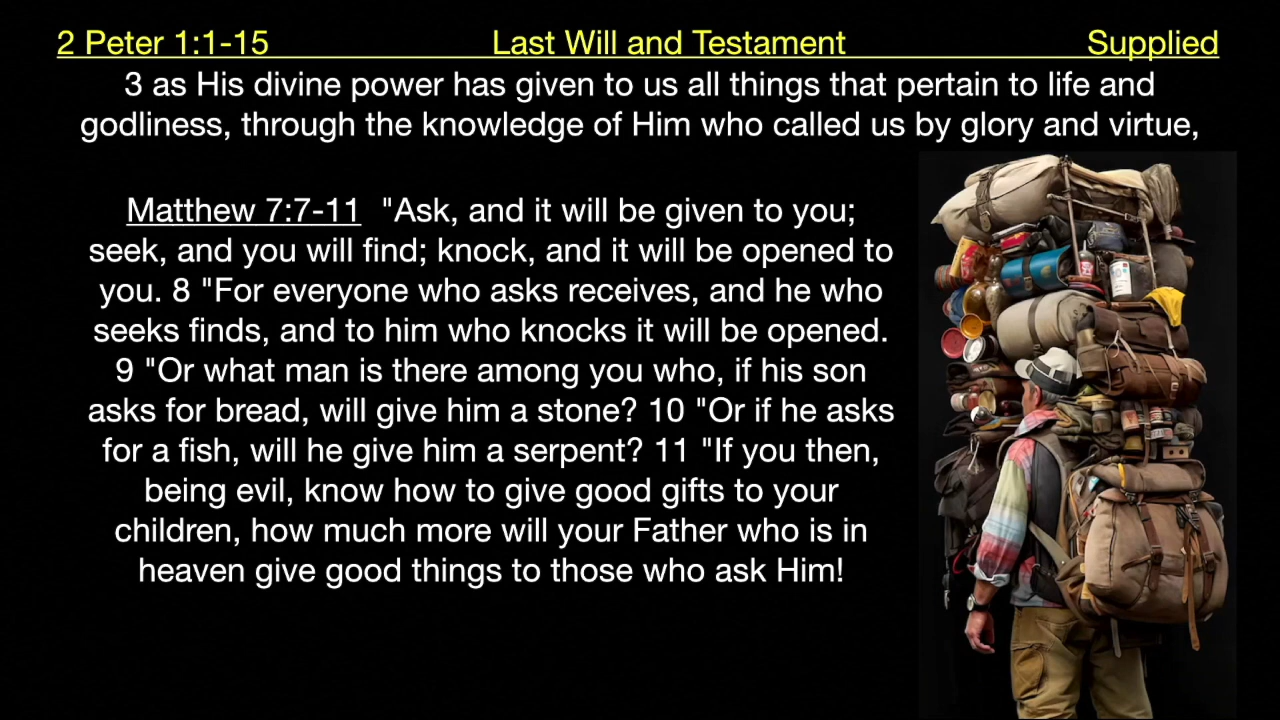 2 Peter 1:1-15 Last Will and Testament Supplied
3 as His divine power has given to us all things that pertain to life and
godliness, through the knowledge of Him who called us by glory and virtue,
Matthew 7:7-11 "Ask, and it will be given to you;
seek, and you will find; knock, and it will be opened to
you. 8 "For everyone who asks receives, and he who
seeks finds, and to him who knocks it will be opened.
9 "Or what man is there among you who, if his son
asks for bread, will give him a stone? 10 "Or if he asks
for a fish, will he give him a serpent? 11 "If you then,
being evil, know how to give good gifts to your
children, how much more will your Father who is in
heaven give good things to those who ask Him!